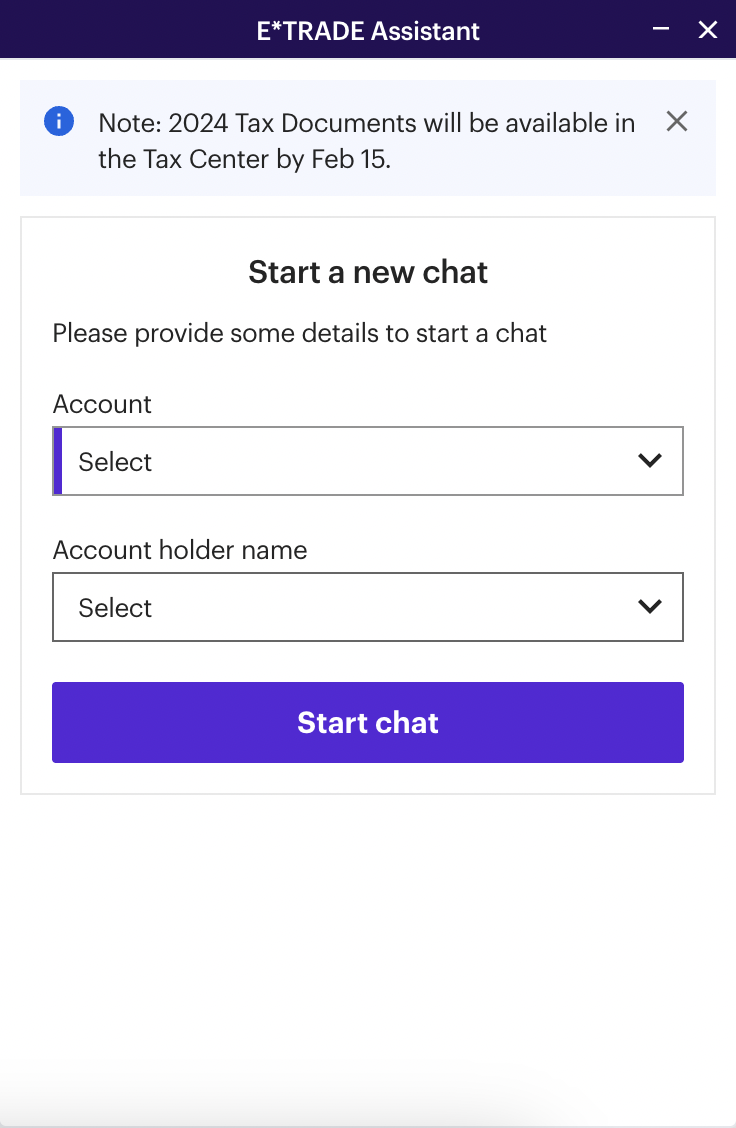 E*TRADE Assistant
Note: 2024 Tax Documents will be available in
the Tax Center by Feb 15.
Start a new chat
Please provide some details to start a chat
Account
Select
Account holder name
Select
Start chat